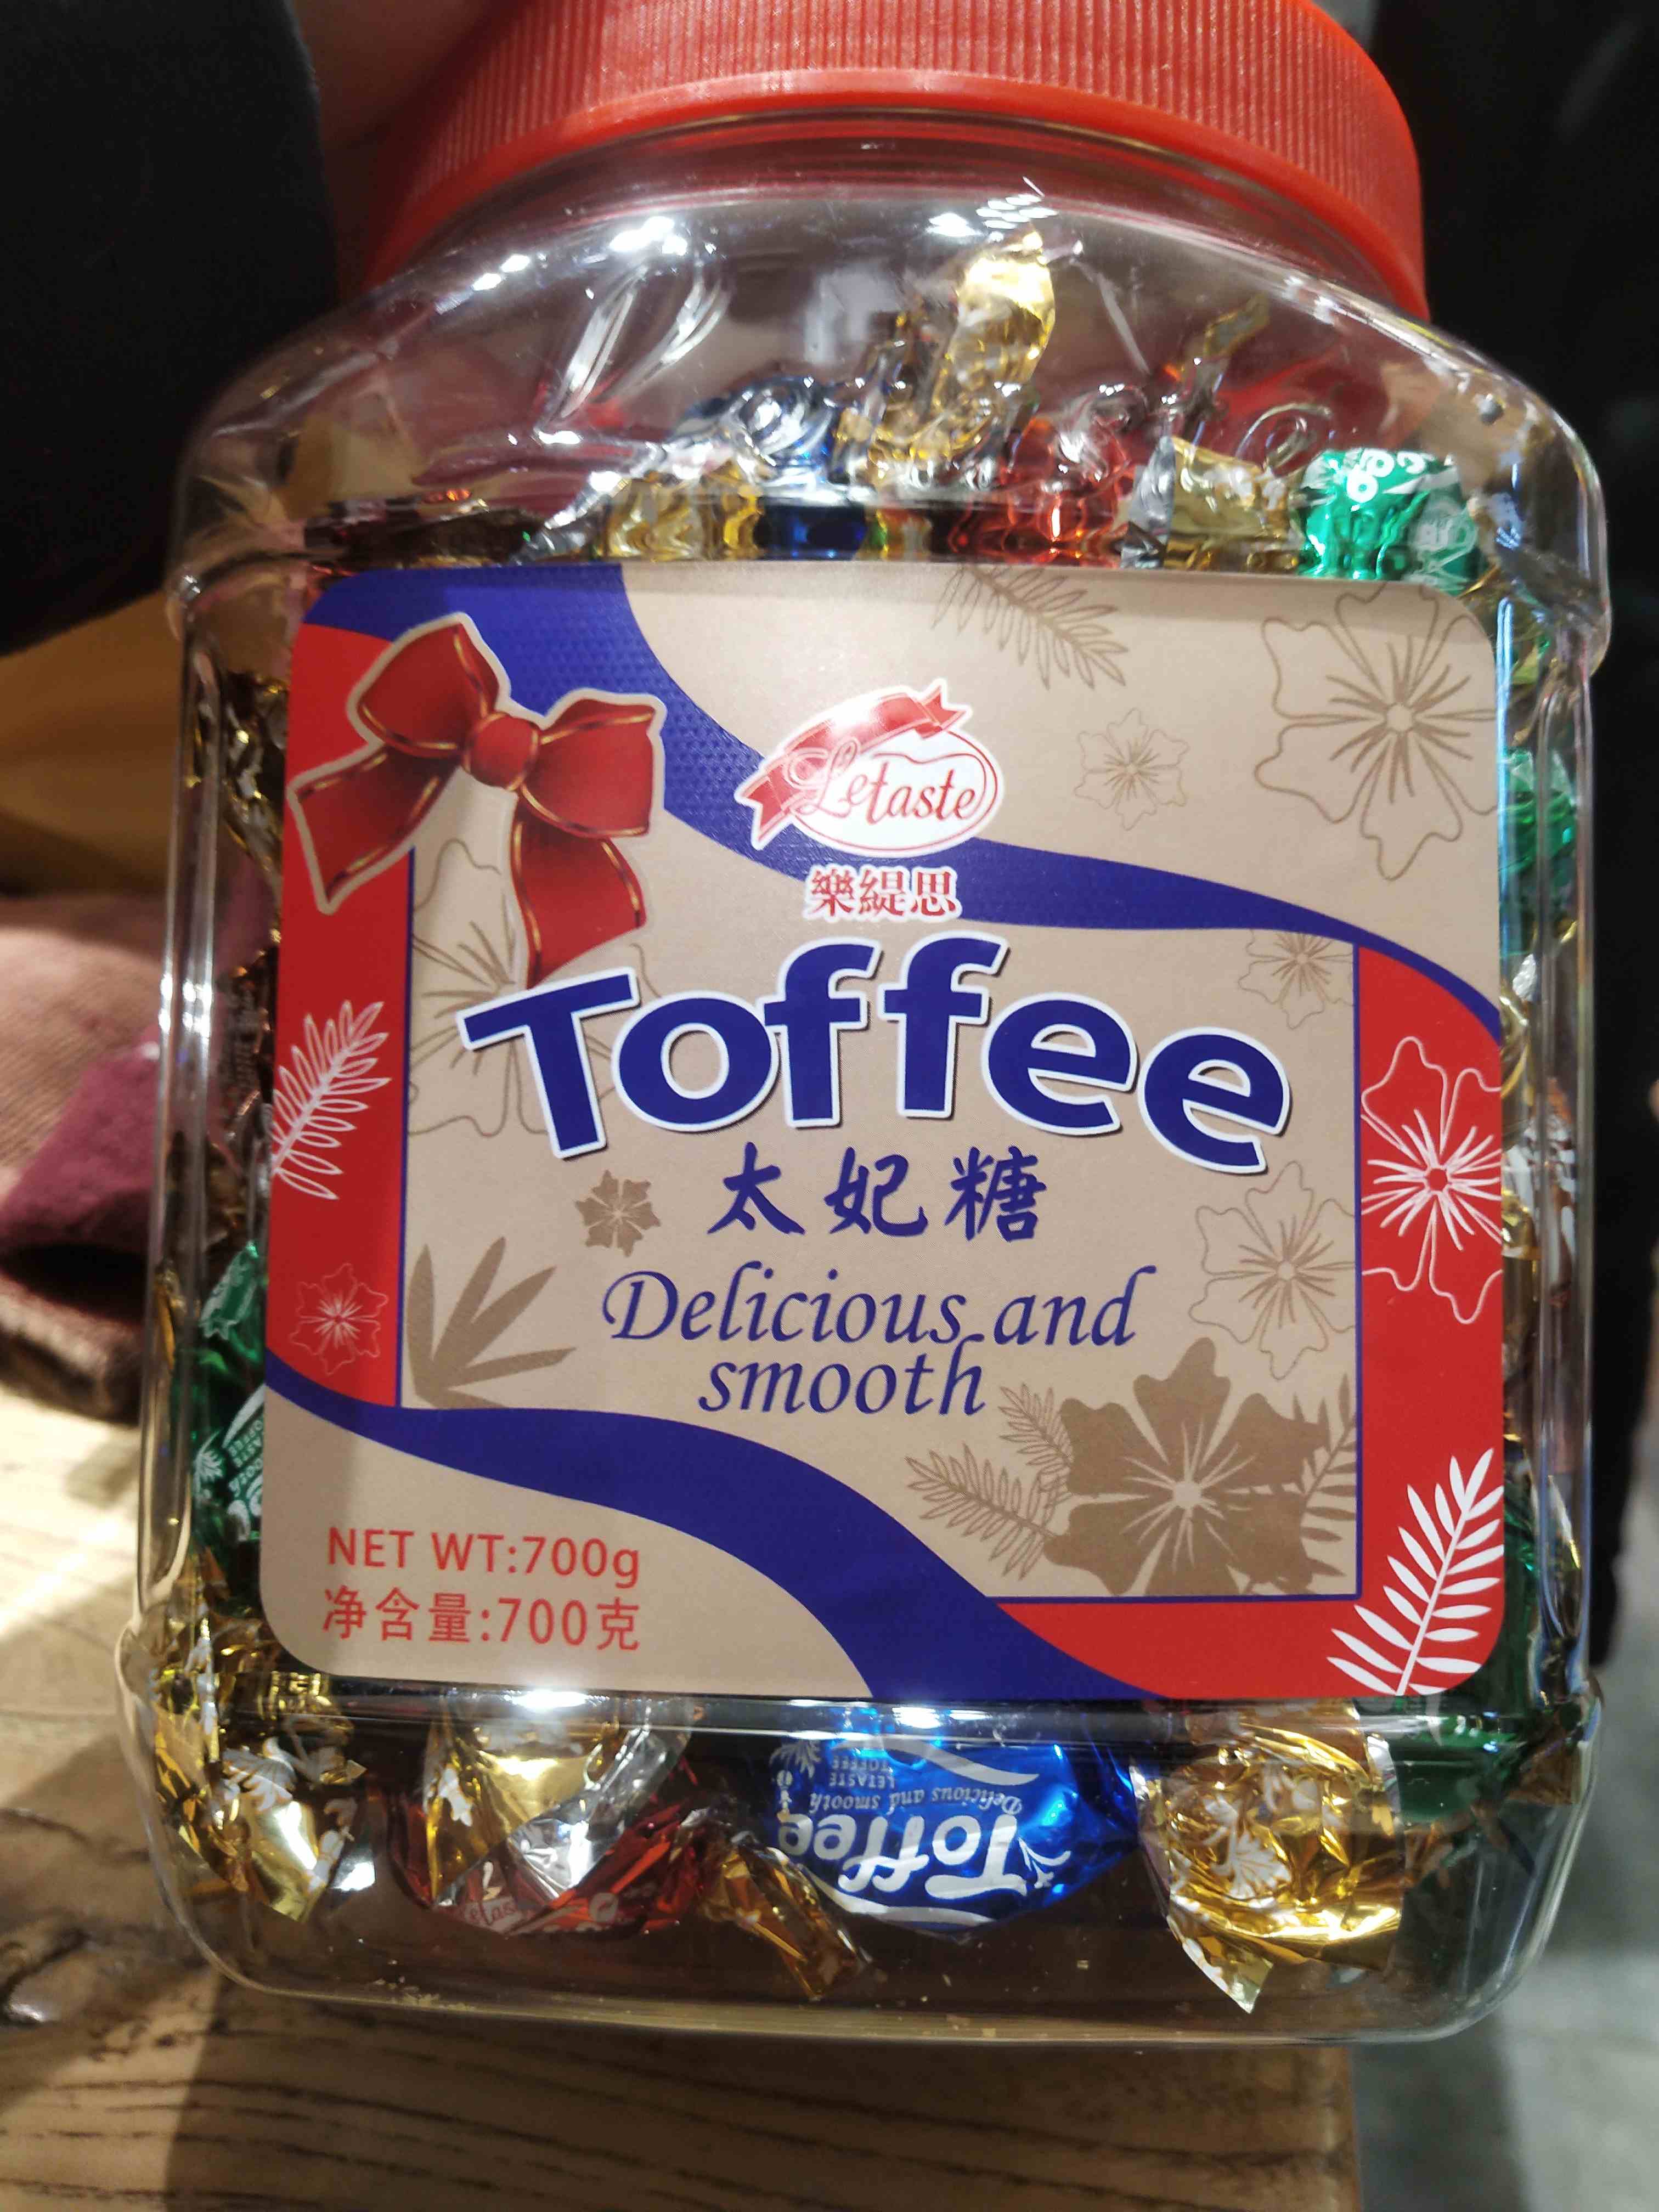 Letaste
樂緹思
Toffee
太妃糖
Delicious and
smooth
NET WT:700g
净含量:700克
Toffee
Delicious and smooth
LETASTE
TOFFEE